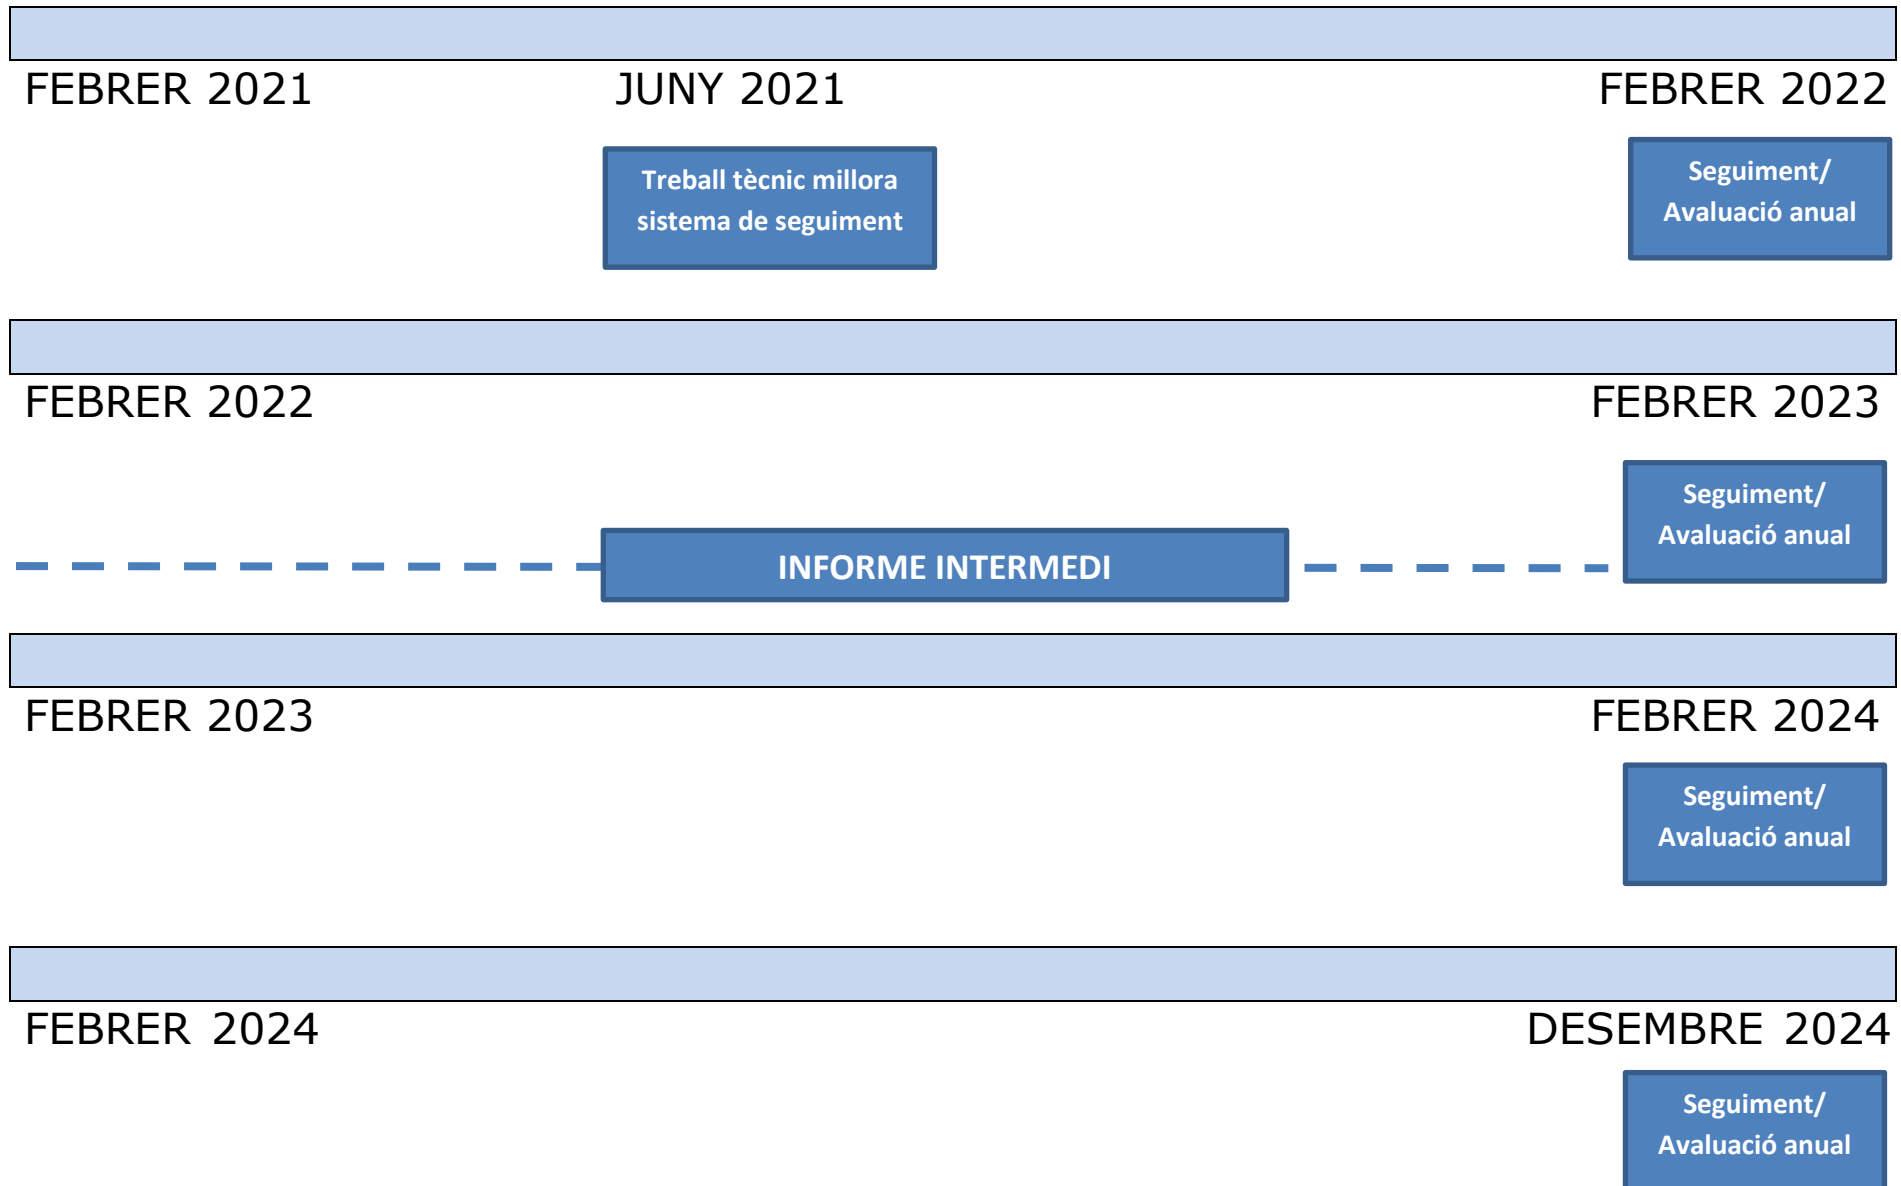 FEBRER 2021 JUNY 2021 FEBRER 2022
Treball tècnic millora
sistema de seguiment
Seguiment/
Avaluació anual
FEBRER 2022 FEBRER 2023
Seguiment/
Avaluació anual
INFORME INTERMEDI
FEBRER 2023 FEBRER 2024
Seguiment/
Avaluació anual
FEBRER 2024 DESEMBRE 2024
Seguiment/
Avaluació anual